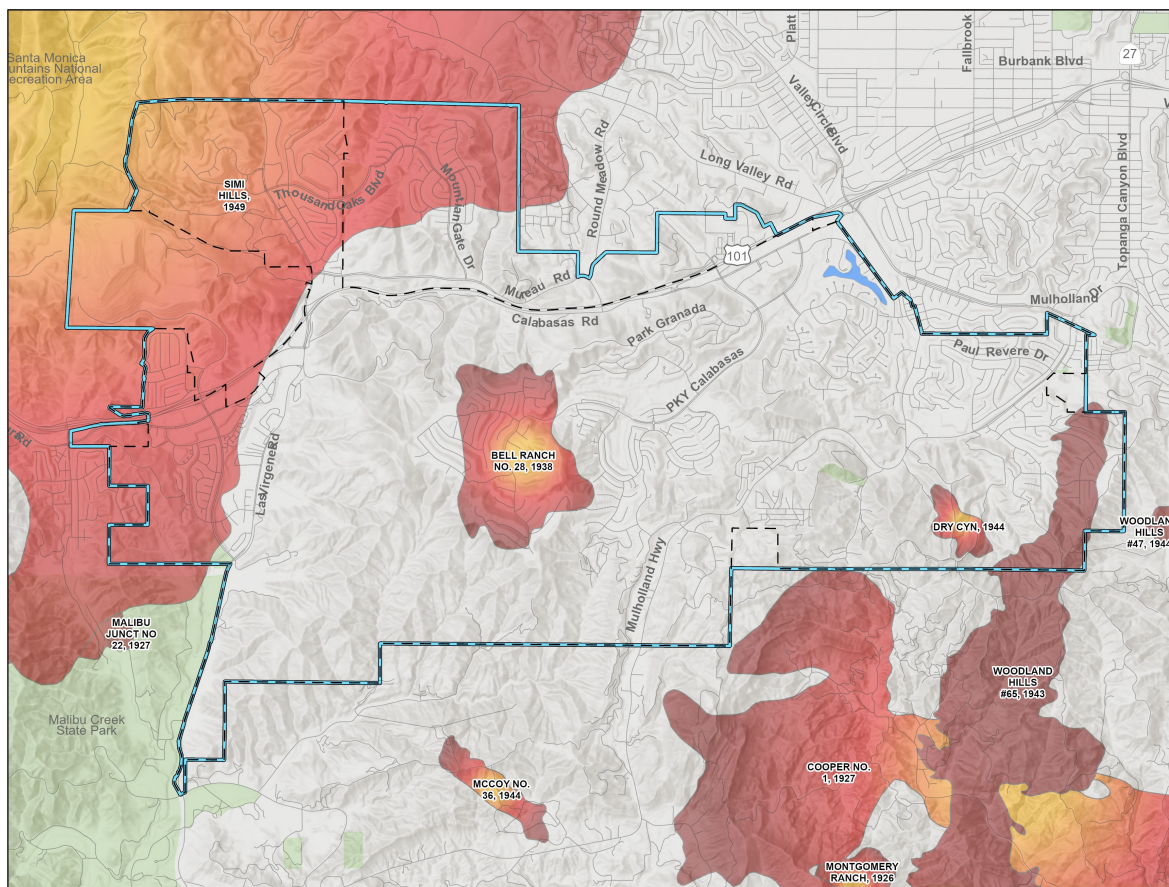 Santa Monica
untains National
ecreation Area
Platt
Fallbrook
Burbank Blvd
27
Valley Circle Blvd
Topanga Canyon Blvd
Round Meadow Rd
Long Valley Rd
SIMI
HILLS,
1949
Thousand Oaks Blvd
Mountain Gate Dr
101
Mureau Rd
Calabasas Rd
Park Granada
Mulholland Dr
Paul Revere Dr
PKY Calabasas
Rd
Las Virgenes Rd
BELL RANCH
NO. 28, 1938
DRY CYN, 1944
WOODLAN
HILLS
#47, 1944
Mulholland Hwy
MALIBU
JUNCT NO
22, 1927
WOODLAND
HILLS
#65, 1943
Malibu Creek
State Park
COOPER NO.
1, 1927
MCCOY NO.
36, 1944
MONTGOMERY
RANCH, 1926